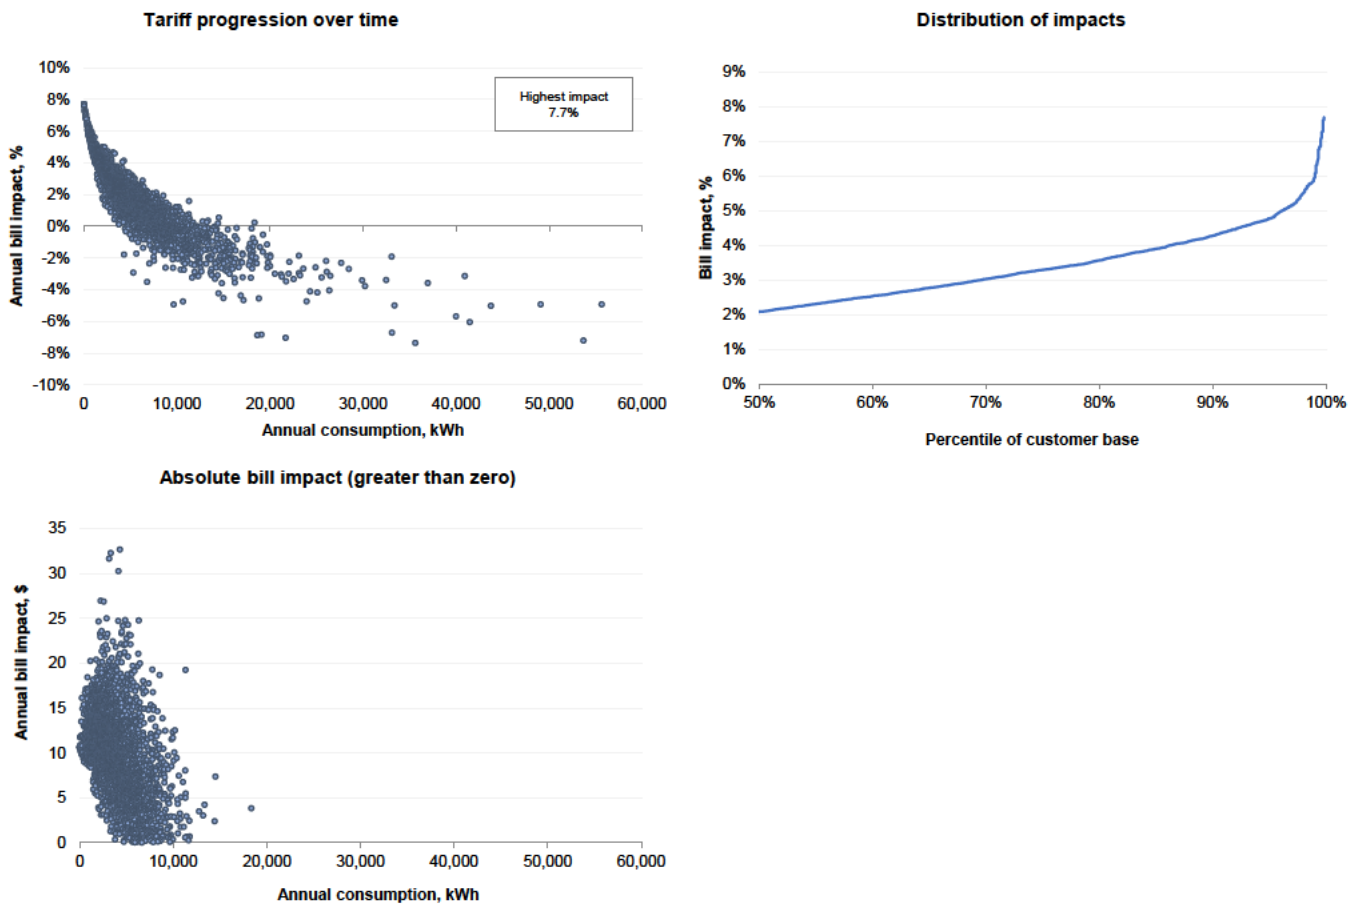 Tariff progression over time
Annual bill impact, %
10%
8%
6%
4%
2%
0%
-2%
-4%
-6%
-8%
-10%
Highest impact
7.7%
0 10,000 20,000 30,000 40,000 50,000 60,000
Annual consumption, kWh
Distribution of impacts
Bill impact, %
9%
8%
7%
6%
5%
4%
3%
2%
1%
0%
50% 60% 70% 80% 90% 100%
Percentile of customer base
Absolute bill impact (greater than zero)
Annual bill impact, $
35
30
25
20
15
10
5
0
0 10,000 20,000 30,000 40,000 50,000 60,000
Annual consumption, kWh